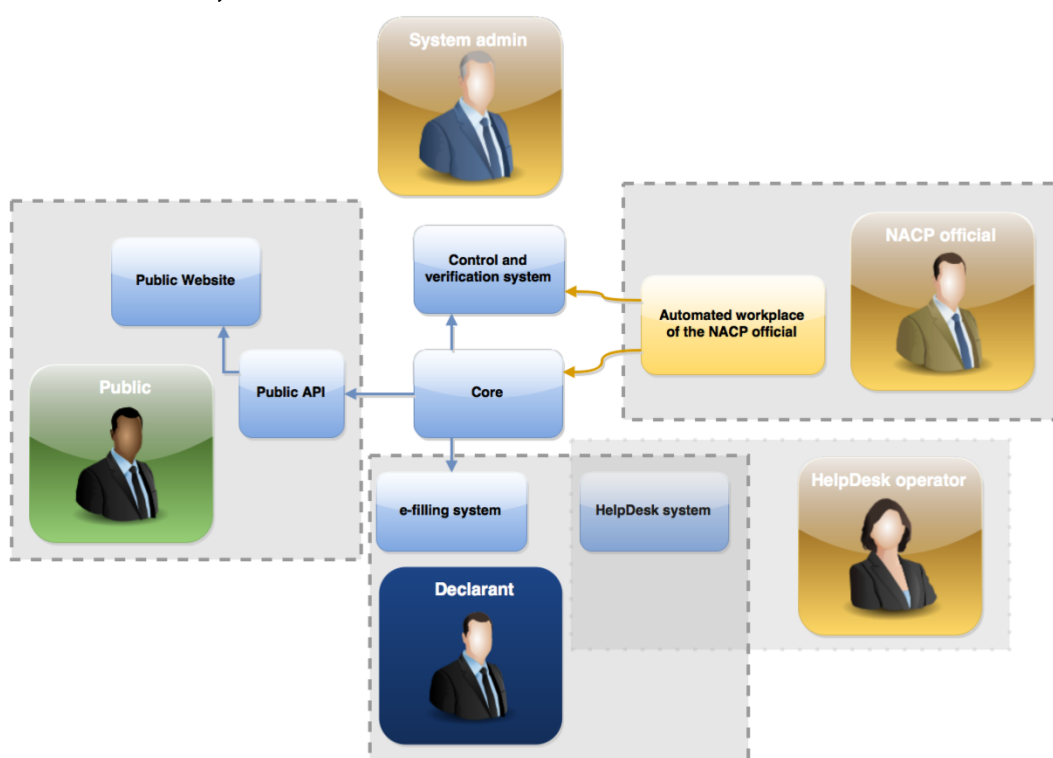 System admin
NACP official
Control and
verification system
Public Website
Automated workplace
of the NACP official
Public
Public API
Core
HelpDesk operator
e-filling system
HelpDesk system
Declarant